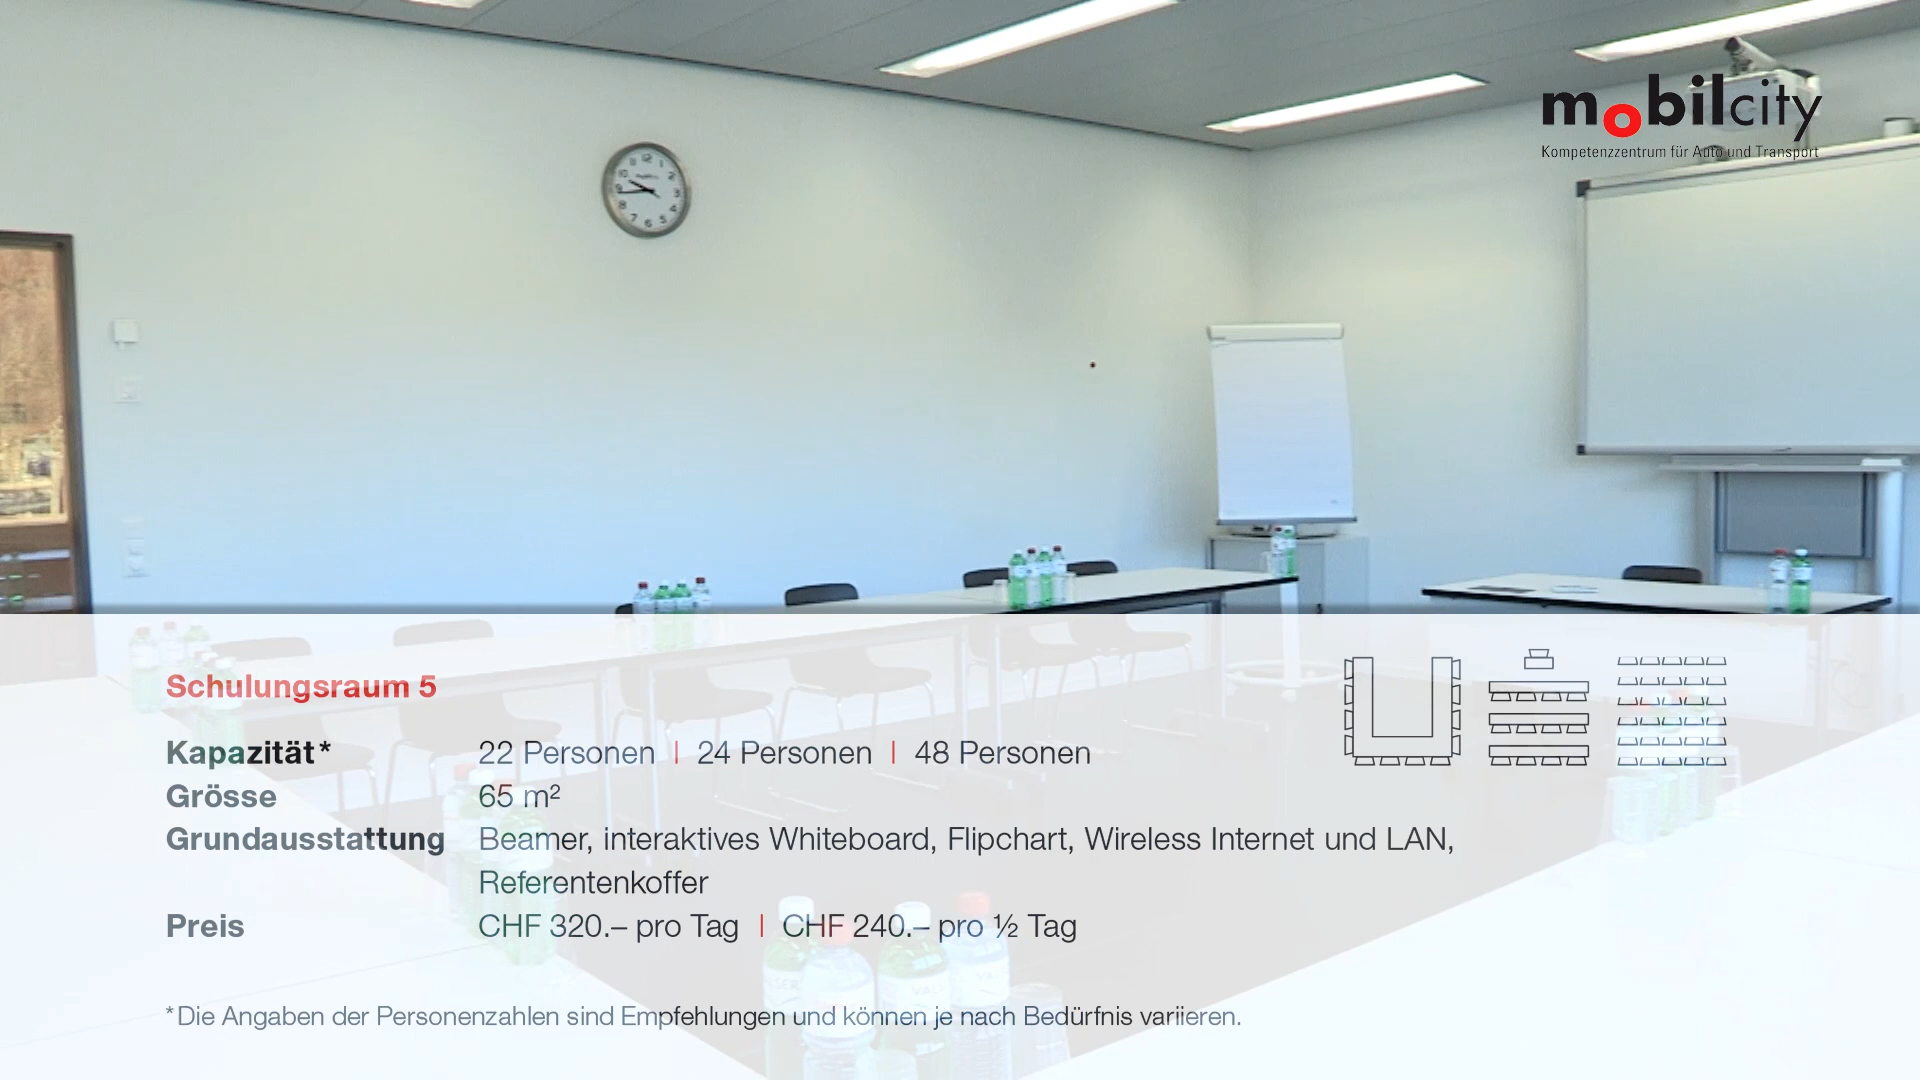 mobilcity
Kompetenzzentrum für Auto und Transport
Schulungsraum 5
Kapazität* 22 Personen | 24 Personen | 48 Personen
Grösse 65 m²
Grundausstattung Beamer, interaktives Whiteboard, Flipchart, Wireless Internet und LAN,
Referentenkoffer
Preis CHF 320.– pro Tag | CHF 240.– pro ½ Tag
*Die Angaben der Personenzahlen sind Empfehlungen und können je nach Bedürfnis variieren.